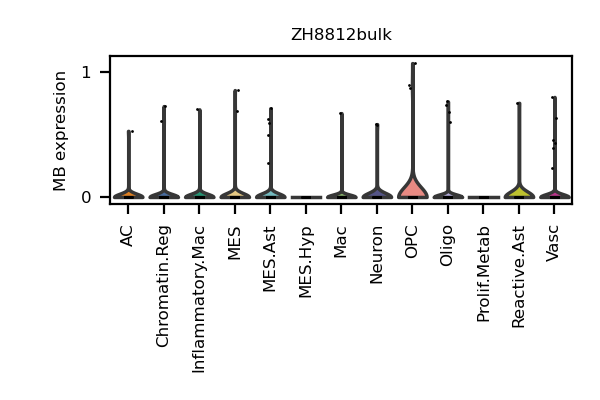 ZH8812bulk
MB expression
1
0
AC
Chromatin.Reg
Inflammatory.Mac
MES
MES.Ast
MES.Hyp
Mac
Neuron
OPC
Oligo
Prolif.Metab
Reactive.Ast
Vasc